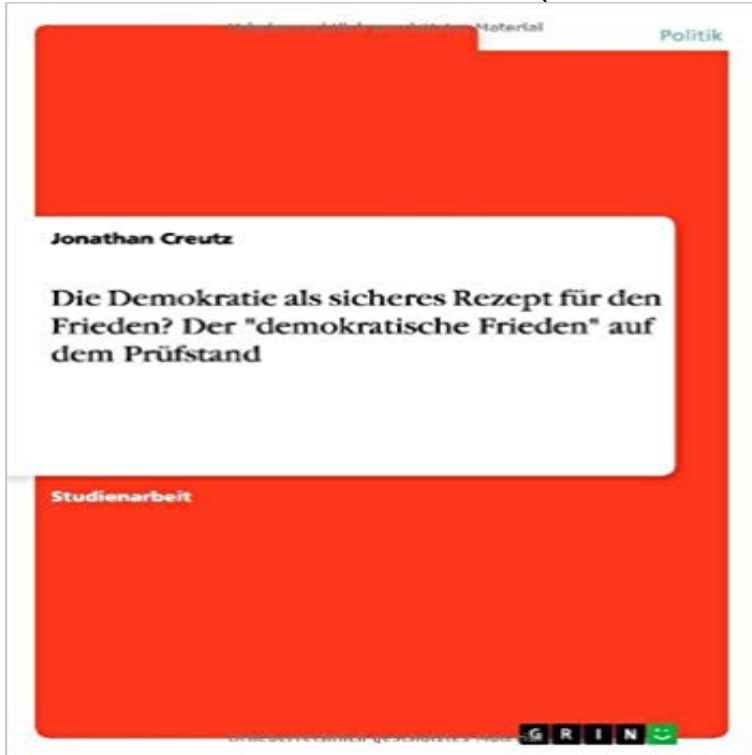 Politik
Jonathan Creutz
Die Demokratie als sicheres Rezept für den
Frieden? Der "demokratische Frieden" auf
dem Prüfstand
Studienarbeit
GRIN